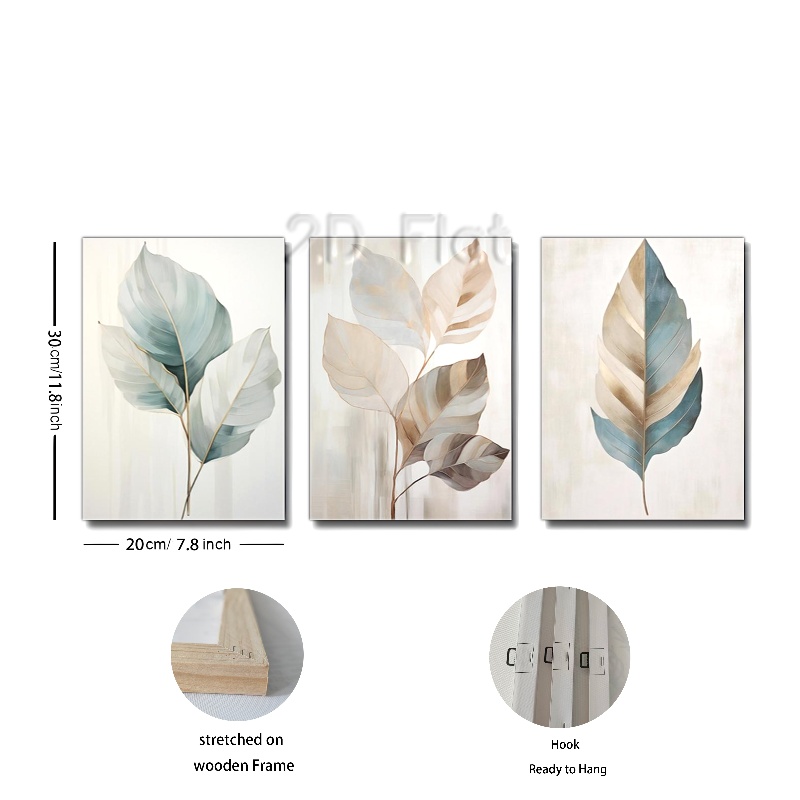 2D Flat
30cm/11.8inch
20cm/ 7.8 inch
stretched on
wooden Frame
Hook
Ready to Hang